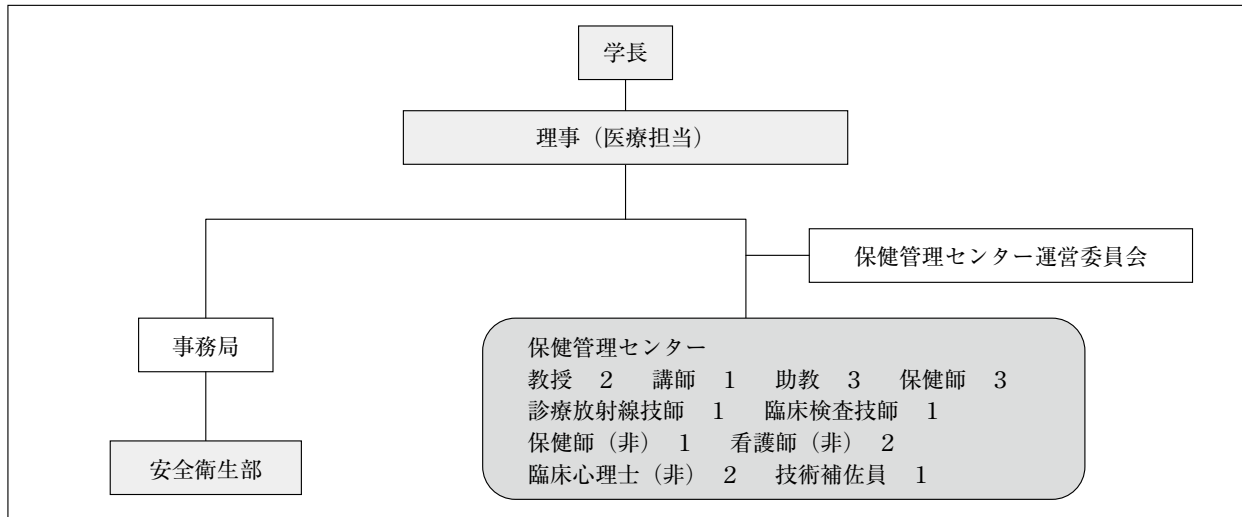 学長
理事（医療担当）
保健管理センター運営委員会
事務局
保健管理センター
教授　2　講師　1　助教　3　保健師　3
診療放射線技師　1　臨床検査技師　1
保健師（非）　1　看護師（非）　2
臨床心理士（非）　2　技術補佐員　1
安全衛生部